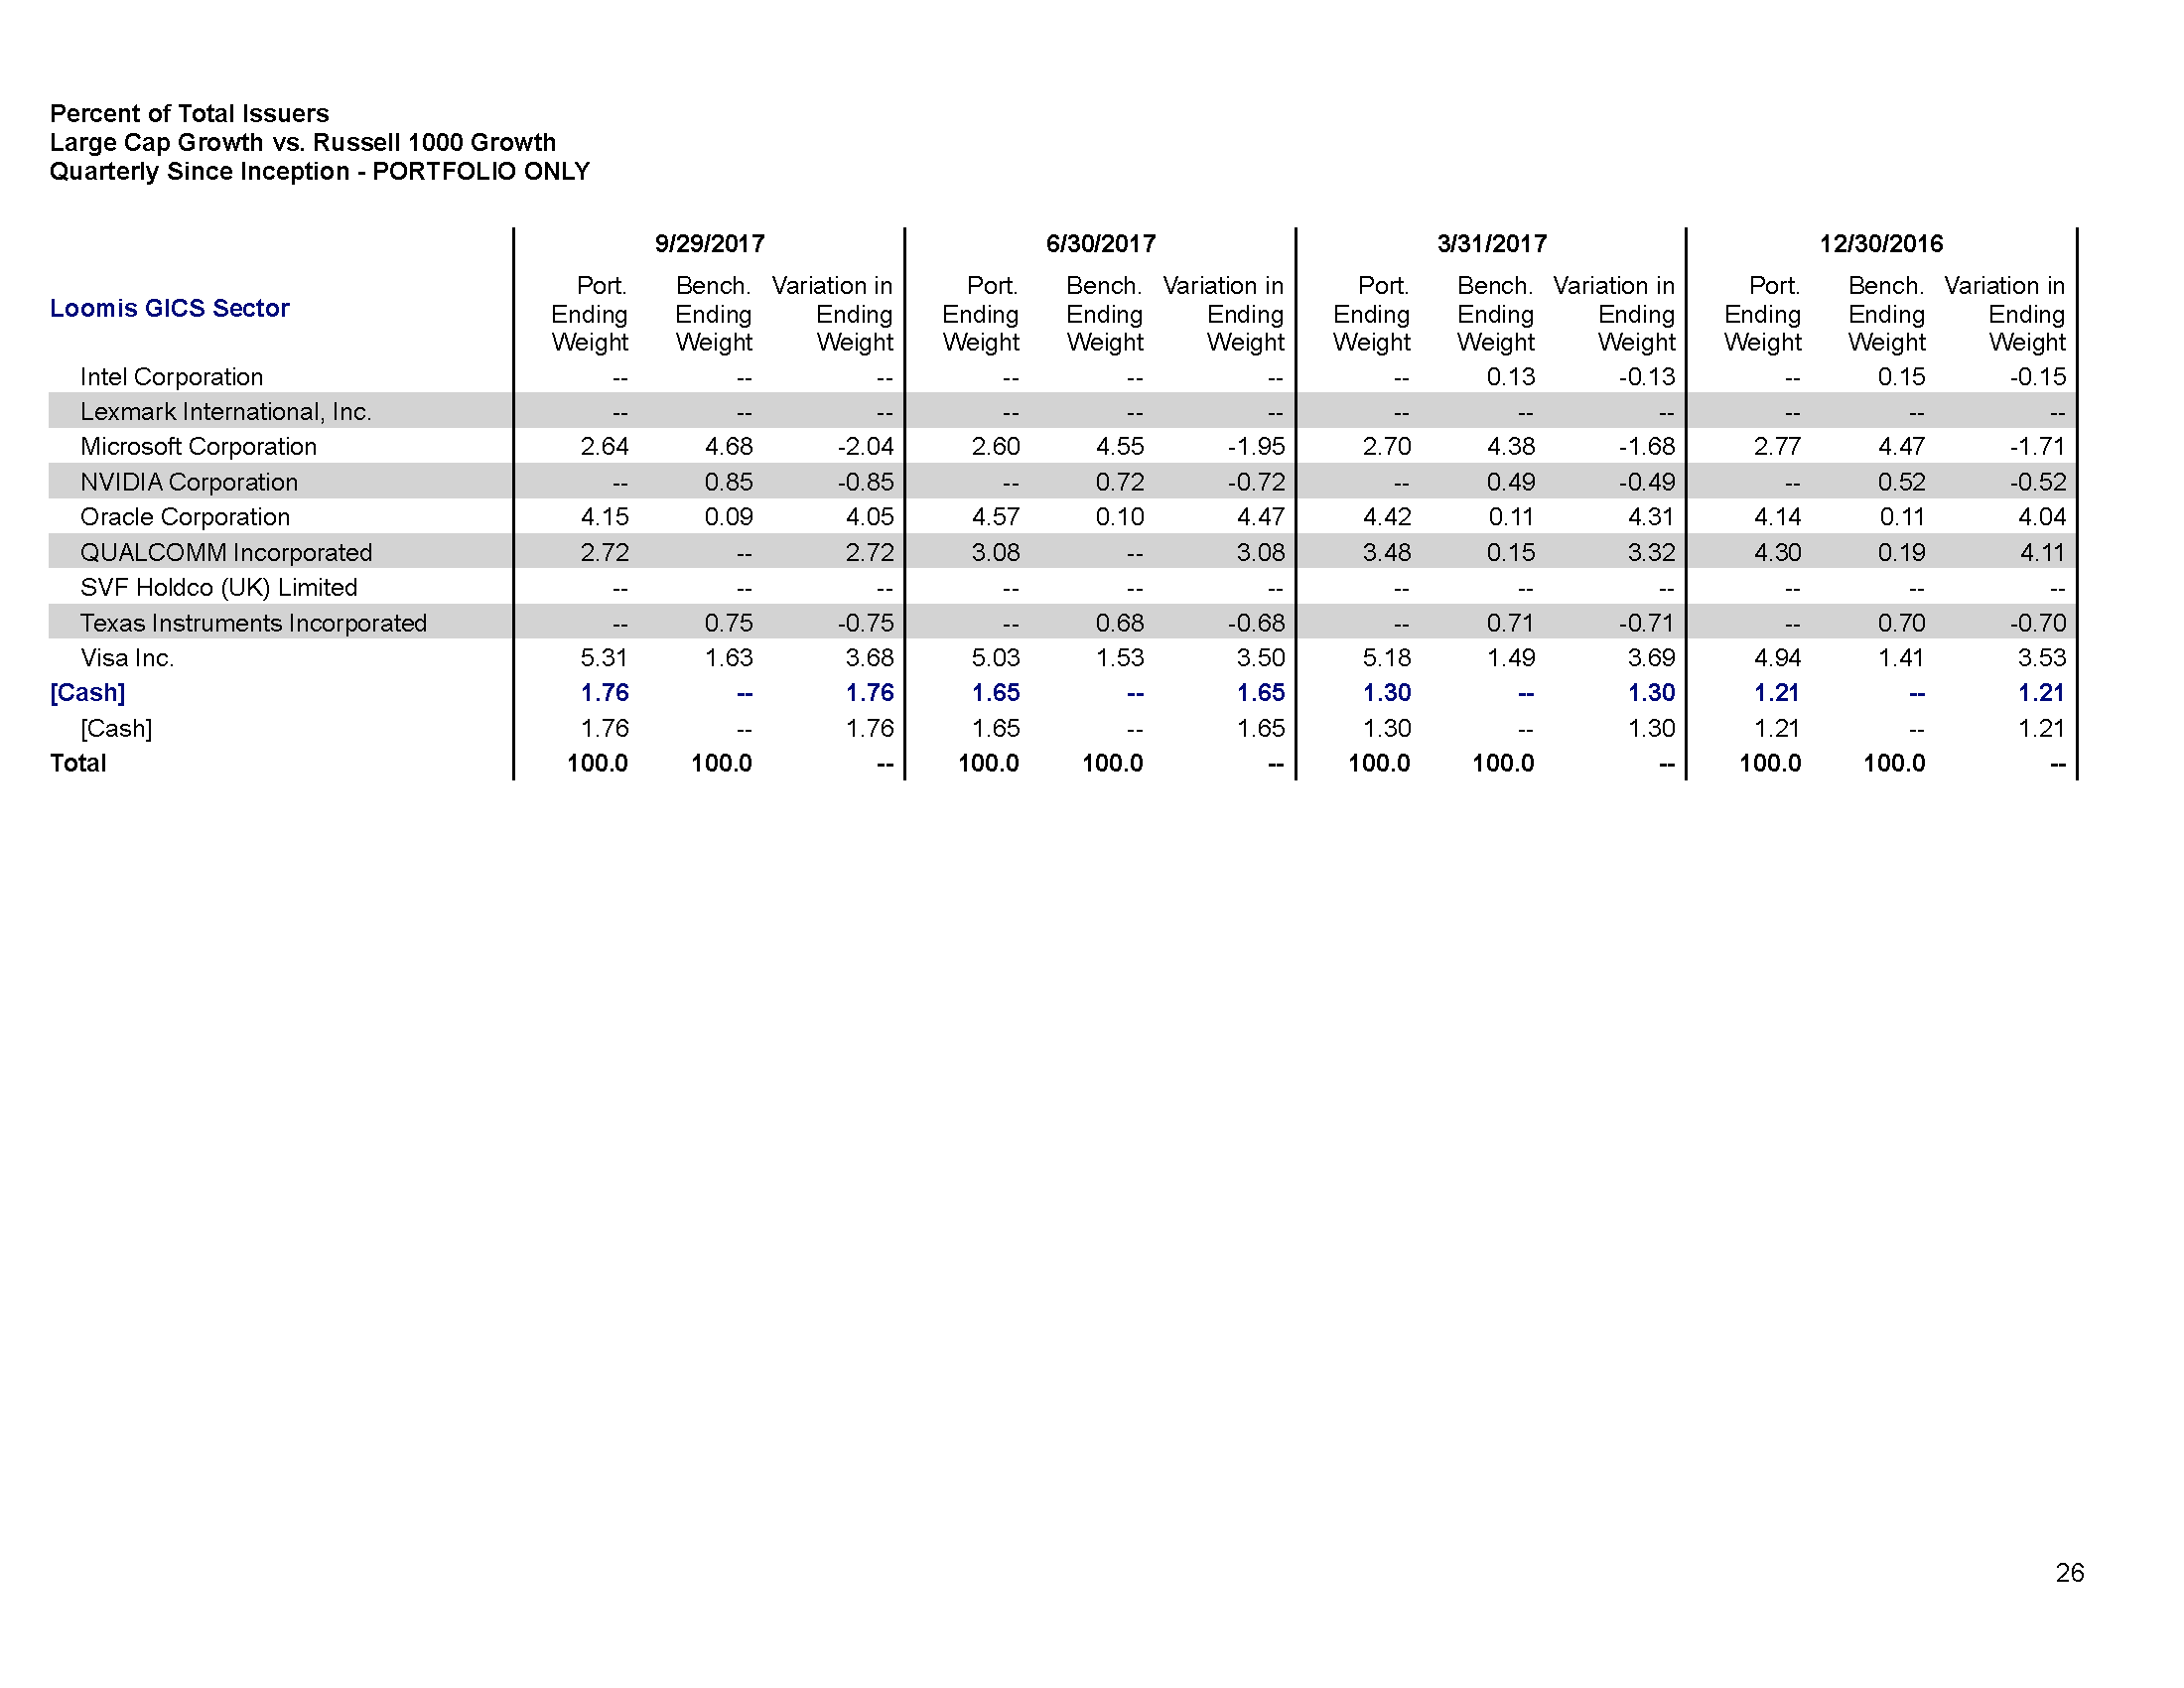 Percent of Total Issuers
Large Cap Growth vs. Russell 1000 Growth
Quarterly Since Inception - PORTFOLIO ONLY
9/29/2017 6/30/2017 3/31/2017 12/30/2016
Port. Bench. Variation in Port. Bench. Variation in Port. Bench. Variation in Port. Bench. Variation in
Loomis GICS Sector
Ending Ending Ending Ending Ending Ending Ending Ending Ending Ending Ending Ending
Weight Weight Weight Weight Weight Weight Weight Weight Weight Weight Weight Weight
Intel Corporation -- -- -- -- -- -- -- 0.13 -0.13 -- 0.15 -0.15
Lexmark International, Inc. -- -- -- -- -- -- -- -- -- -- -- --
Microsoft Corporation 2.64 4.68 -2.04 2.60 4.55 -1.95 2.70 4.38 -1.68 2.77 4.47 -1.71
NVIDIA Corporation -- 0.85 -0.85 -- 0.72 -0.72 -- 0.49 -0.49 -- 0.52 -0.52
Oracle Corporation 4.15 0.09 4.05 4.57 0.10 4.47 4.42 0.11 4.31 4.14 0.11 4.04
QUALCOMM Incorporated 2.72 -- 2.72 3.08 -- 3.08 3.48 0.15 3.32 4.30 0.19 4.11
SVF Holdco (UK) Limited -- -- -- -- -- -- -- -- -- -- -- --
Texas Instruments Incorporated -- 0.75 -0.75 -- 0.68 -0.68 -- 0.71 -0.71 -- 0.70 -0.70
Visa Inc. 5.31 1.63 3.68 5.03 1.53 3.50 5.18 1.49 3.69 4.94 1.41 3.53
[Cash] 1.76 -- 1.76 1.65 -- 1.65 1.30 -- 1.30 1.21 -- 1.21
[Cash] 1.76 -- 1.76 1.65 -- 1.65 1.30 -- 1.30 1.21 -- 1.21
Total 100.0 100.0 -- 100.0 100.0 -- 100.0 100.0 -- 100.0 100.0 --
26